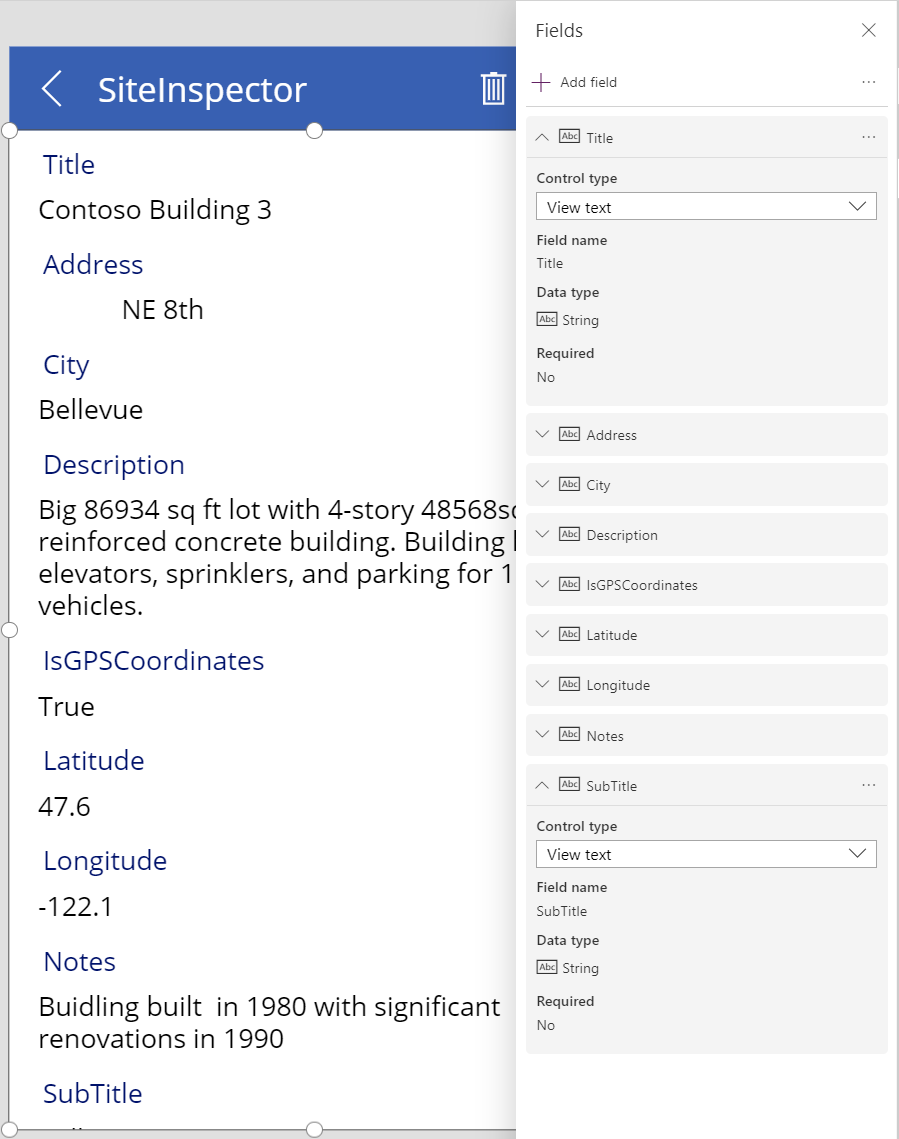 SiteInspector
Title
Contoso Building 3
Address
NE 8th
City
Bellevue
Description
Big 86934 sq ft lot with 4-story
reinforced concrete building. Building
elevators, sprinklers, and parking for
vehicles.
IsGPSCoordinates
True
Latitude
47.6
Longitude
-122.1
Notes
Buidling built in 1980 with significant
renovations in 1990
SubTitle
Fields
Add field
Abc Title
Control type
View text
Field name
Title
Data type
Abc String
Required
No
Abc Address
Abc City
Abc Description
Abc IsGPSCoordinates
Abc Latitude
Abc Longitude
Abc Notes
Abc SubTitle
Control type
View text
Field name
SubTitle
Data type
Abc String
Required
No